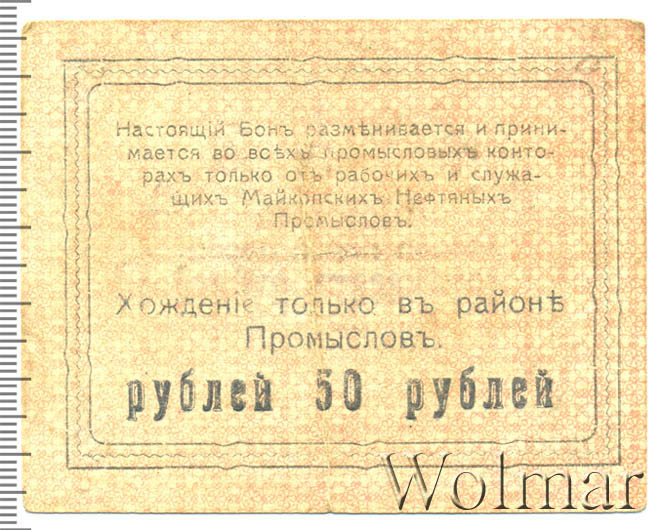 Настоящій Бонъ размѣнивается и прини-
мается во всѣхъ промысловыхъ конто-
рахъ только отъ рабочихъ и служа-
щихъ Майкопскихъ Нефтяныхъ
Промысловъ.
Хожденіе только въ районѣ
Промысловъ.
рублей 50 рублей
Wolmar